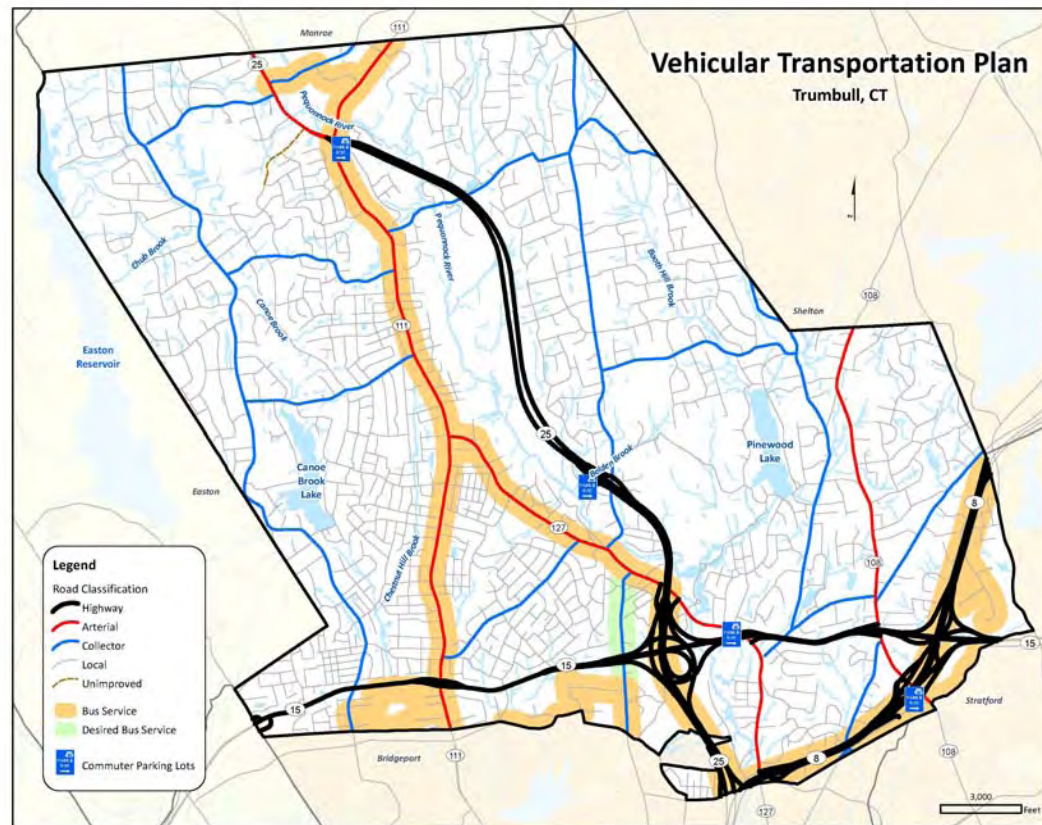 Vehicular Transportation Plan
Trumbull, CT
Monroe
111
25
Pequonnock River
Chub Brook
Canoe Brook
Pequonnock River
Booth Hill Brook
108
Shelton
Easton
Reservoir
111
25
Belden Brook
Pinewood
Lake
Canoe
Brook
Lake
Easton
127
8
Chestnut Hill Brook
108
15
15
15
Stratford
Bridgeport
111
25
8
108
127
Legend
Road Classification
Highway
Arterial
Collector
Local
Unimproved
Bus Service
Desired Bus Service
Commuter Parking Lots
3,000
Feet